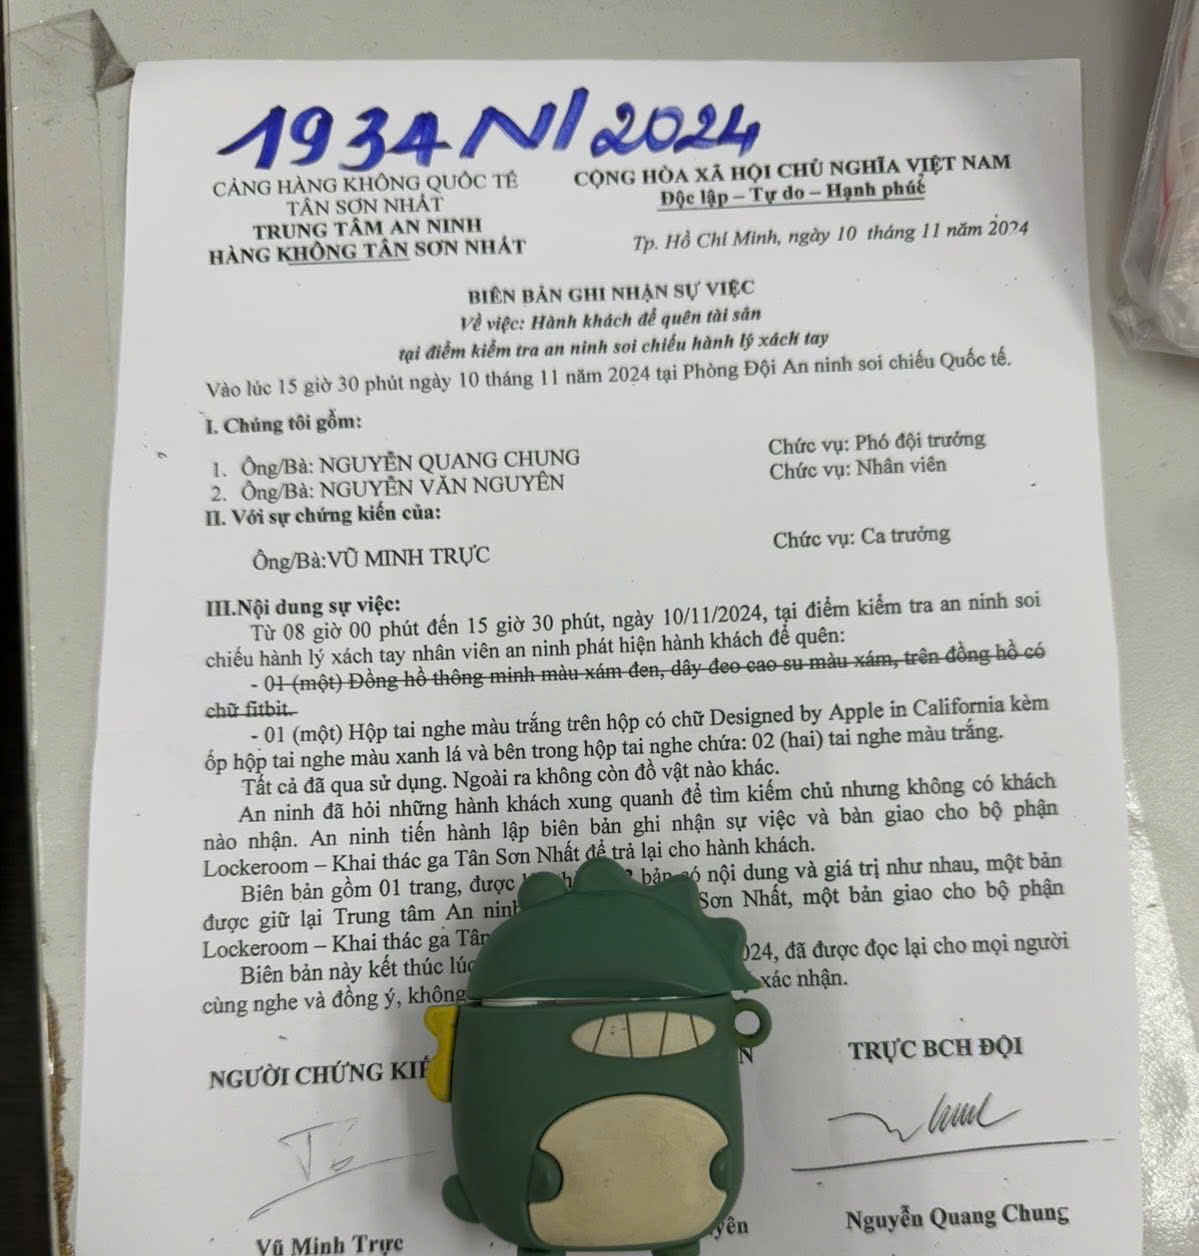 1934 NI/2024
CẢNG HÀNG KHÔNG QUỐC TẾ
TÂN SƠN NHẤT
TRUNG TÂM AN NINH
HÀNG KHÔNG TÂN SƠN NHẤT
CỘNG HÒA XÃ HỘI CHỦ NGHĨA VIỆT NAM
Độc lập – Tự do – Hạnh phúc
Tp. Hồ Chí Minh, ngày 10 tháng 11 năm 2024
BIÊN BẢN GHI NHẬN SỰ VIỆC
Về việc: Hành khách để quên tài sản
tại điểm kiểm tra an ninh soi chiếu hành lý xách tay
Vào lúc 15 giờ 30 phút ngày 10 tháng 11 năm 2024 tại Phòng Đội An ninh soi chiếu Quốc tế.
I. Chúng tôi gồm:
1. Ông/Bà: NGUYỄN QUANG CHUNG Chức vụ: Phó đội trưởng
2. Ông/Bà: NGUYỄN VĂN NGUYÊN Chức vụ: Nhân viên
II. Với sự chứng kiến của:
Ông/Bà:VŨ MINH TRỰC Chức vụ: Ca trưởng
III.Nội dung sự việc:
Từ 08 giờ 00 phút đến 15 giờ 30 phút, ngày 10/11/2024, tại điểm kiểm tra an ninh soi
chiếu hành lý xách tay nhân viên an ninh phát hiện hành khách để quên:
- 01 (một) Đồng hồ thông minh màu xám đen, dây đeo cao su màu xám, trên đồng hồ có
chữ fitbit.
- 01 (một) Hộp tai nghe màu trắng trên hộp có chữ Designed by Apple in California kèm
ốp hộp tai nghe màu xanh lá và bên trong hộp tai nghe chứa: 02 (hai) tai nghe màu trắng.
Tất cả đã qua sử dụng. Ngoài ra không còn đồ vật nào khác.
An ninh đã hỏi những hành khách xung quanh để tìm kiếm chủ nhưng không có khách
nào nhận. An ninh tiến hành lập biên bản ghi nhận sự việc và bàn giao cho bộ phận
Lockeroom – Khai thác ga Tân Sơn Nhất để trả lại cho hành khách.
Biên bản gồm 01 trang, được bản có nội dung và giá trị như nhau, một bản
được giữ lại Trung tâm An ninh Sơn Nhất, một bản giao cho bộ phận
Lockeroom – Khai thác ga Tân
Biên bản này kết thúc lúc 024, đã được đọc lại cho mọi người
cùng nghe và đồng ý, không xác nhận.
NGƯỜI CHỨNG KIẾ N TRỰC BCH ĐỘI
Vũ Minh Trực yên Nguyễn Quang Chung